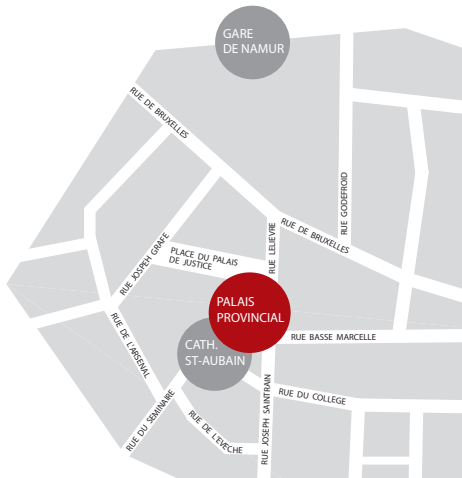 GARE
DE NAMUR
RUE DE BRUXELLES
RUE GODEFROID
RUE LELIEVRE
RUE DE BRUXELLES
RUE JOSPEH GRAFE
PLACE DU PALAIS
DE JUSTICE
PALAIS
PROVINCIAL
RUE BASSE MARCELLE
RUE DE L'ARSENAL
CATH.
ST-AUBAIN
RUE DU COLLEGE
RUE JOSEPH SAINTRAIN
RUE DU SEMINAIRE
RUE DE L'EVECHE